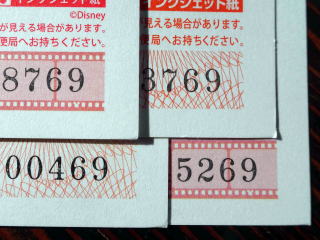 インクジェット紙
©Disney
が見える場合があります。
便局へお持ちください。
8769
インクジェット紙
見える場合があります。
局へお持ちください。
3769
00469
5269